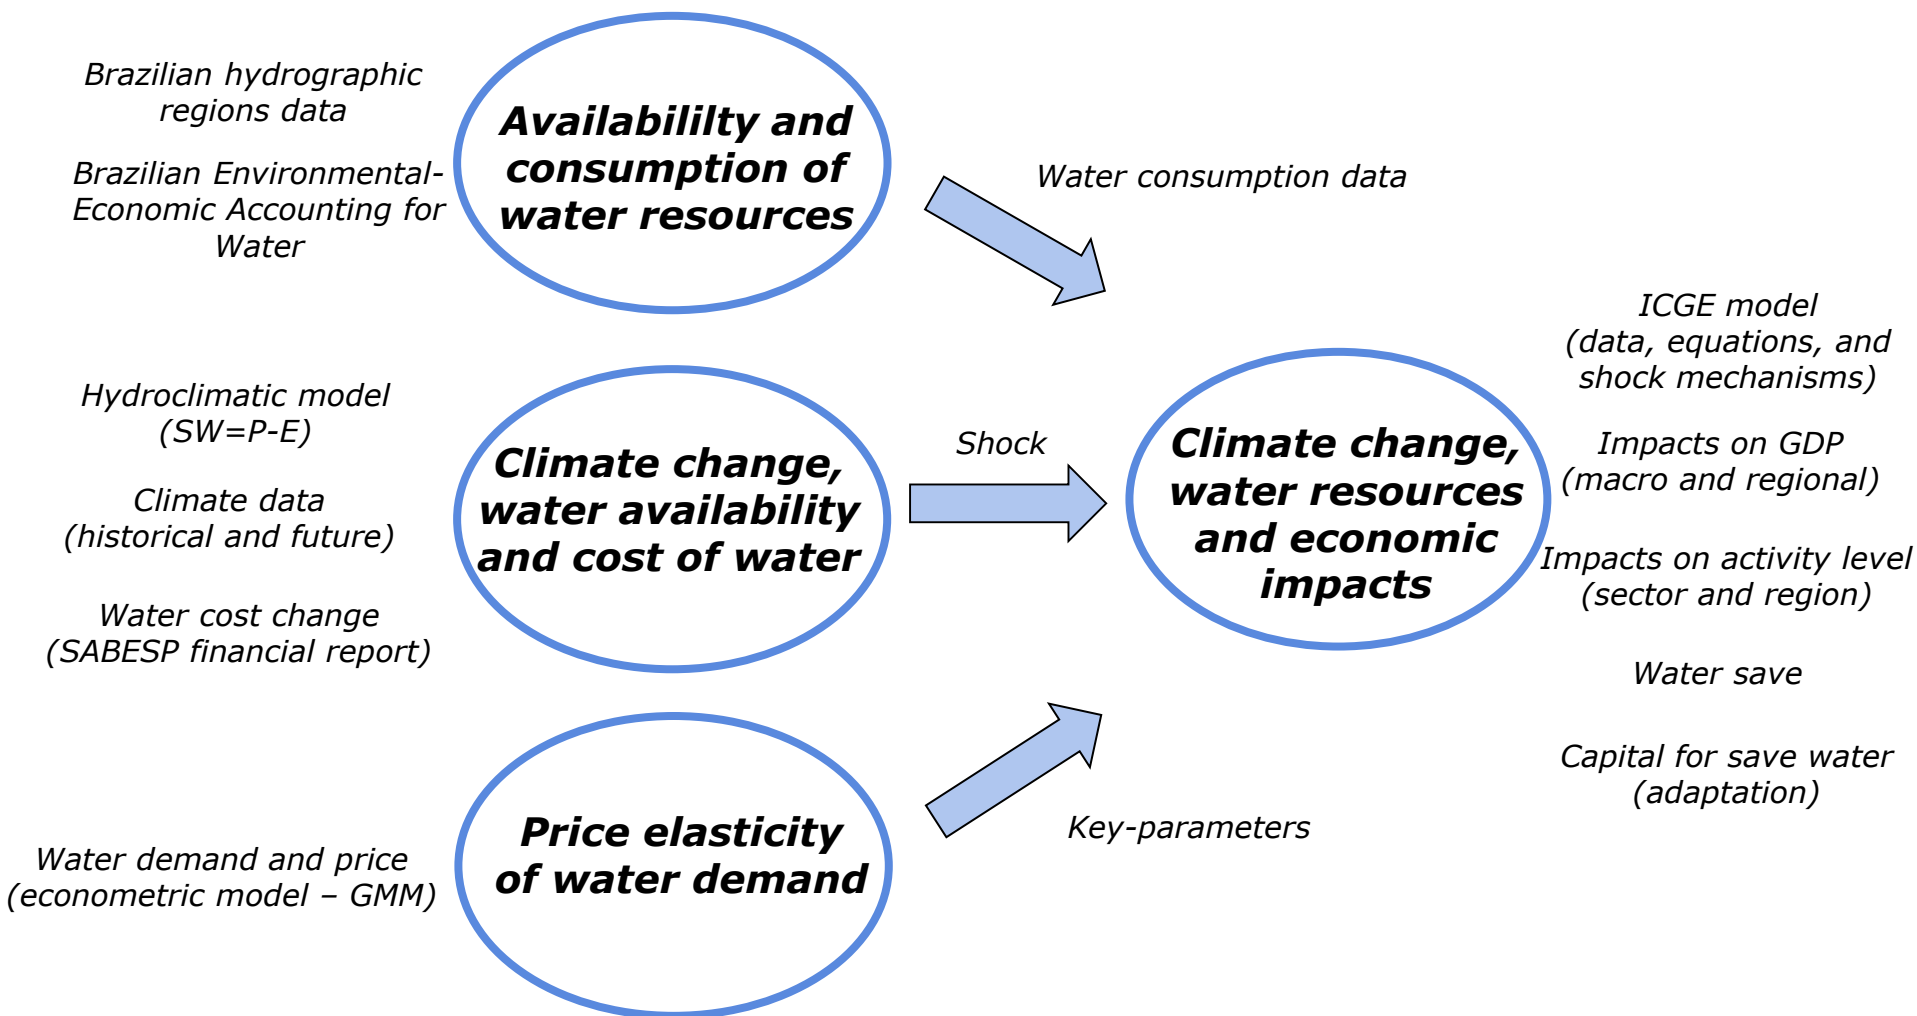 Brazilian hydrographic
regions data
Brazilian Environmental-
Economic Accounting for
Water
Availabililty and
consumption of
water resources
Water consumption data
Hydroclimatic model
(SW=P-E)
Climate data
(historical and future)
Water cost change
(SABESP financial report)
Climate change,
water availability
and cost of water
Shock
Climate change,
water resources
and economic
impacts
ICGE model
(data, equations, and
shock mechanisms)
Impacts on GDP
(macro and regional)
Impacts on activity level
(sector and region)
Water save
Capital for save water
(adaptation)
Water demand and price
(econometric model – GMM)
Price elasticity
of water demand
Key-parameters